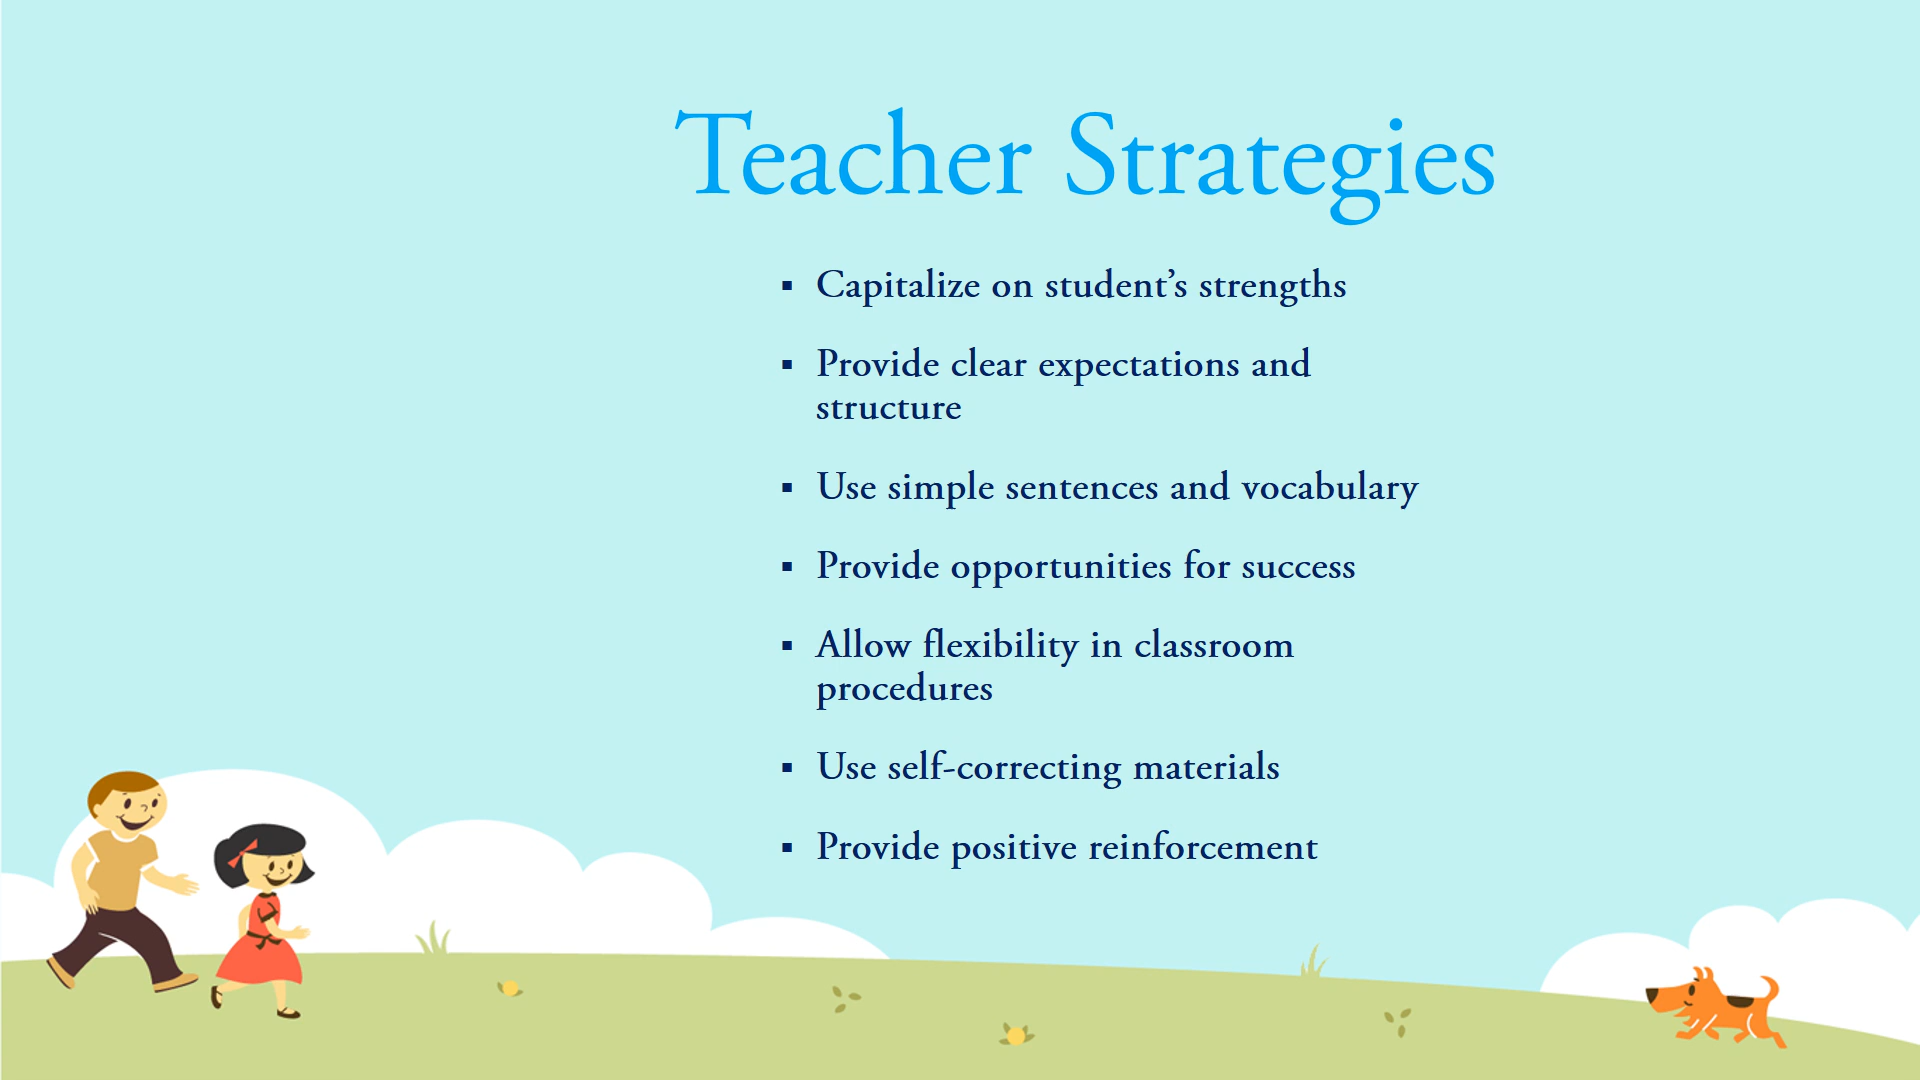 Teacher Strategies
▪ Capitalize on student’s strengths
▪ Provide clear expectations and
structure
▪ Use simple sentences and vocabulary
▪ Provide opportunities for success
▪ Allow flexibility in classroom
procedures
▪ Use self-correcting materials
▪ Provide positive reinforcement